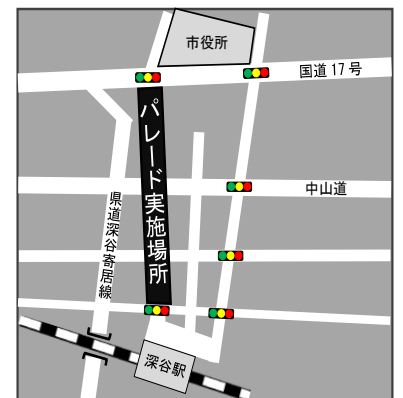 市役所
国道17号
パレード実施場所
中山道
県道深谷寄居線
深谷駅